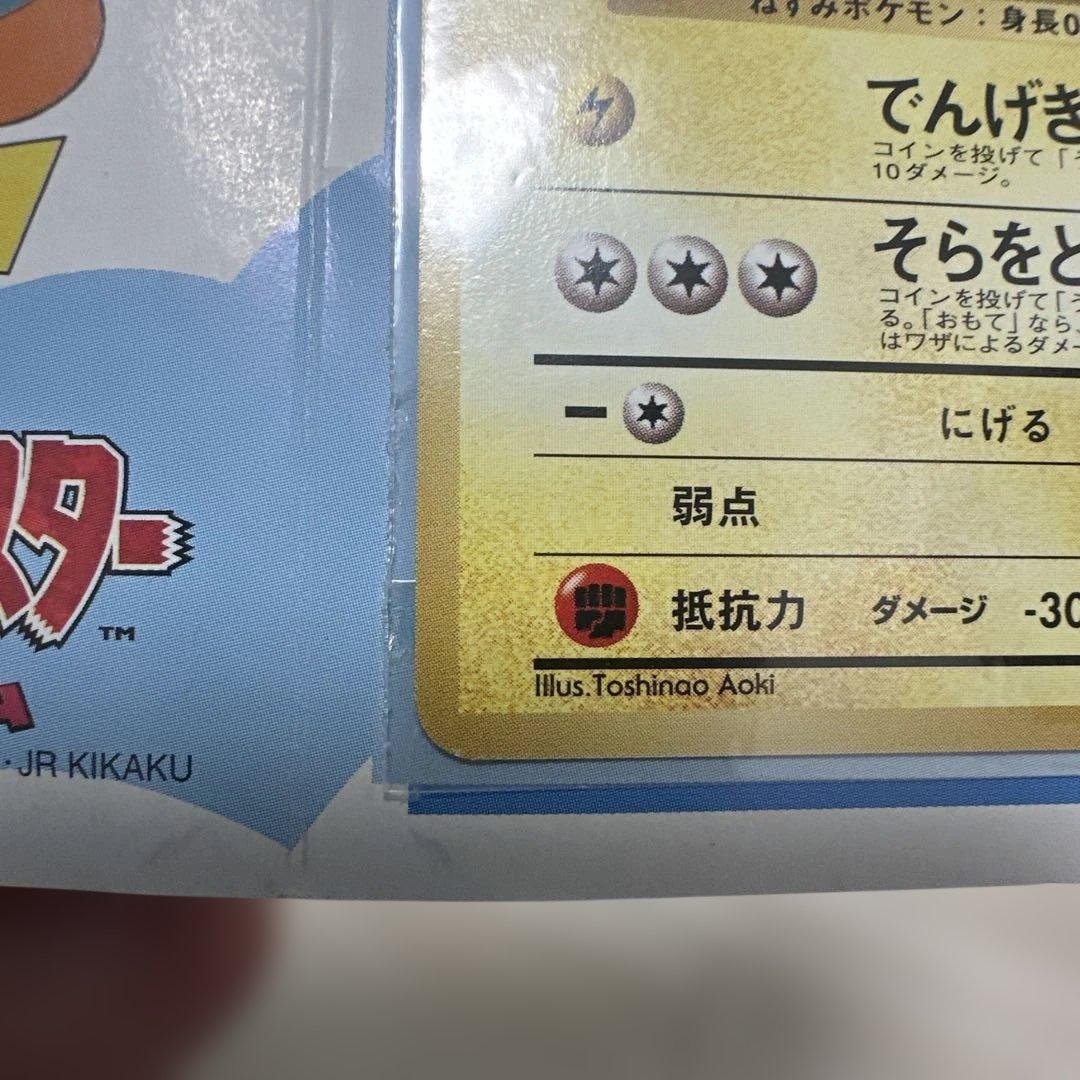 ねずみポケモン：身長0
でんげき
コインを投げて「
10ダメージ。
そらをと
コインを投げて「
る。「おもて」なら、
はワザによるダメー
にげる
弱点
抵抗力 ダメージ -30
Illus.Toshinao Aoki
スター
TM
A
・JR KIKAKU